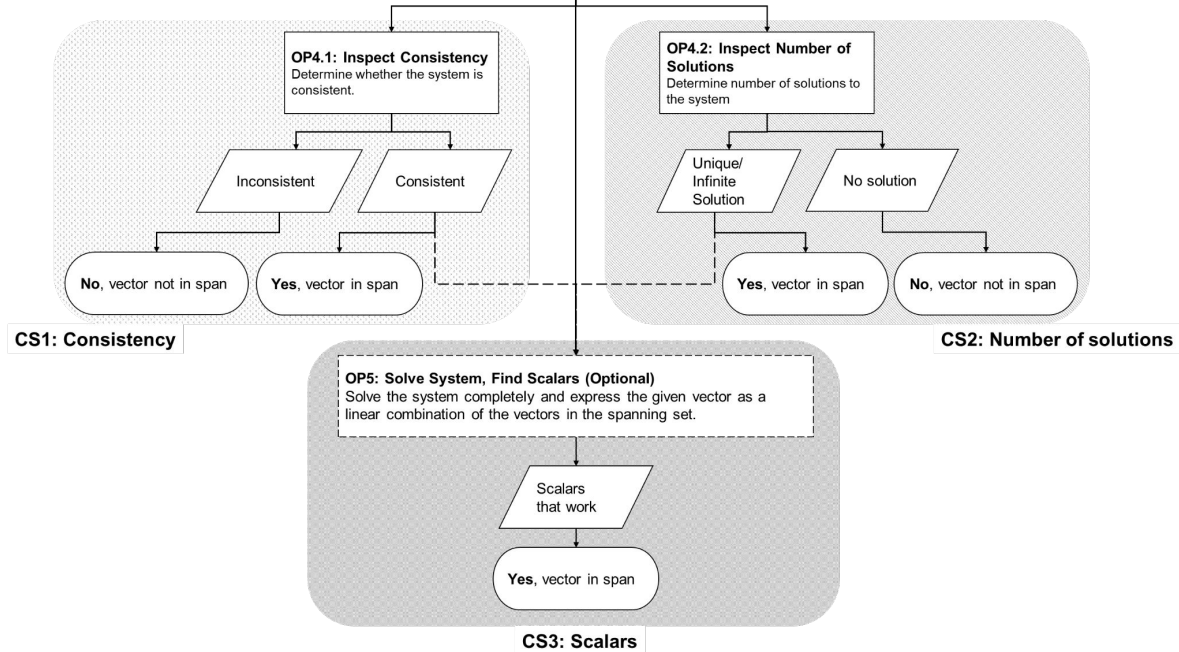 OP4.1: Inspect Consistency
Determine whether the system is
consistent.
Inconsistent
Consistent
No, vector not in span
Yes, vector in span
CS1: Consistency
OP4.2: Inspect Number of
Solutions
Determine number of solutions to
the system
Unique/
Infinite
Solution
No solution
Yes, vector in span
No, vector not in span
CS2: Number of solutions
OP5: Solve System, Find Scalars (Optional)
Solve the system completely and express the given vector as a
linear combination of the vectors in the spanning set.
Scalars
that work
Yes, vector in span
CS3: Scalars